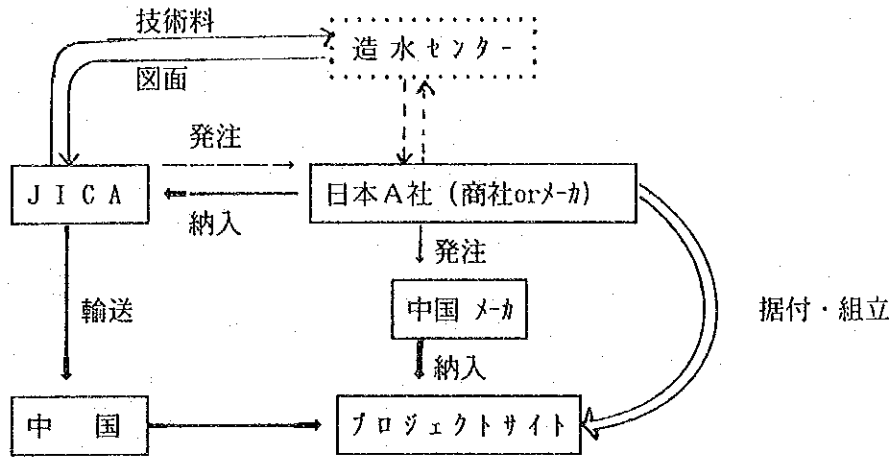 技術料
造水センター
図面
発注
JICA
日本A社（商社orメーカ）
納入
発注
輸送
中国メーカ
据付・組立
納入
中 国
プロジェクトサイト